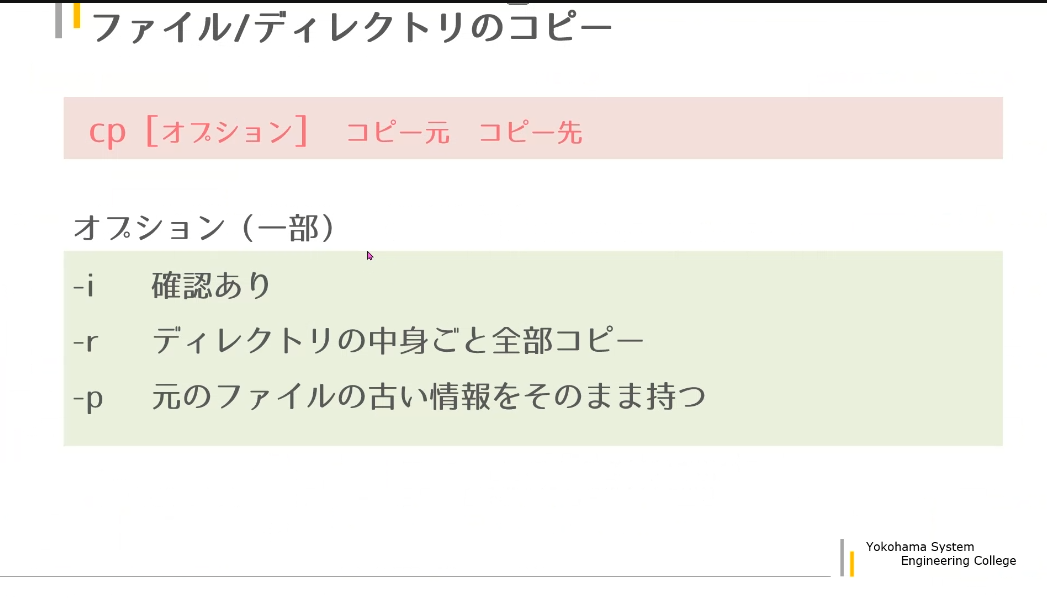 ファイル/ディレクトリのコピー
cp [オプション] コピー元 コピー先
オプション（一部）
-i 確認あり
-r ディレクトリの中身ごと全部コピー
-p 元のファイルの古い情報をそのまま持つ
Yokohama System
Engineering College